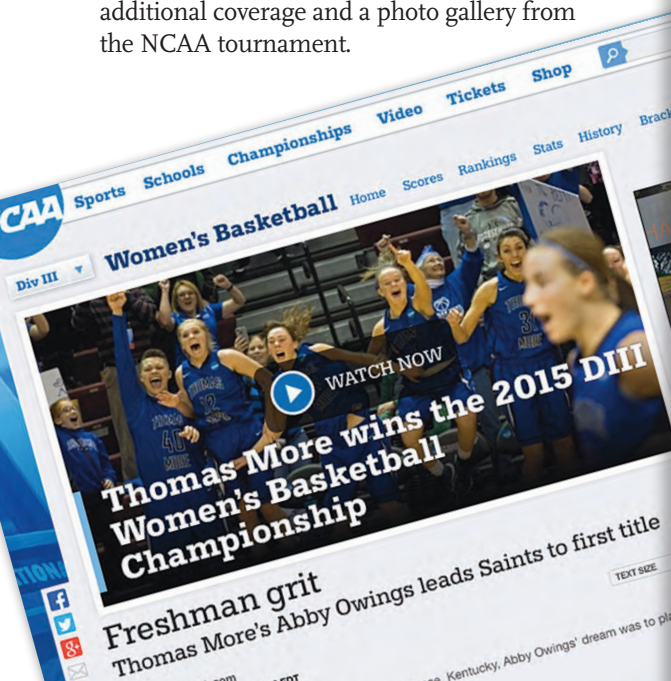 additional coverage and a photo gallery from
the NCAA tournament.
CAA Sports Schools Championships Video Tickets Shop
Div III Women's Basketball Home Scores Rankings Stats History
WATCH NOW
Thomas More wins the 2015 DIII
Women's Basketball
Championship
Freshman grit
Thomas More's Abby Owings leads Saints to first title
TEXT SIZE
Kentucky, Abby Owings' dream was to